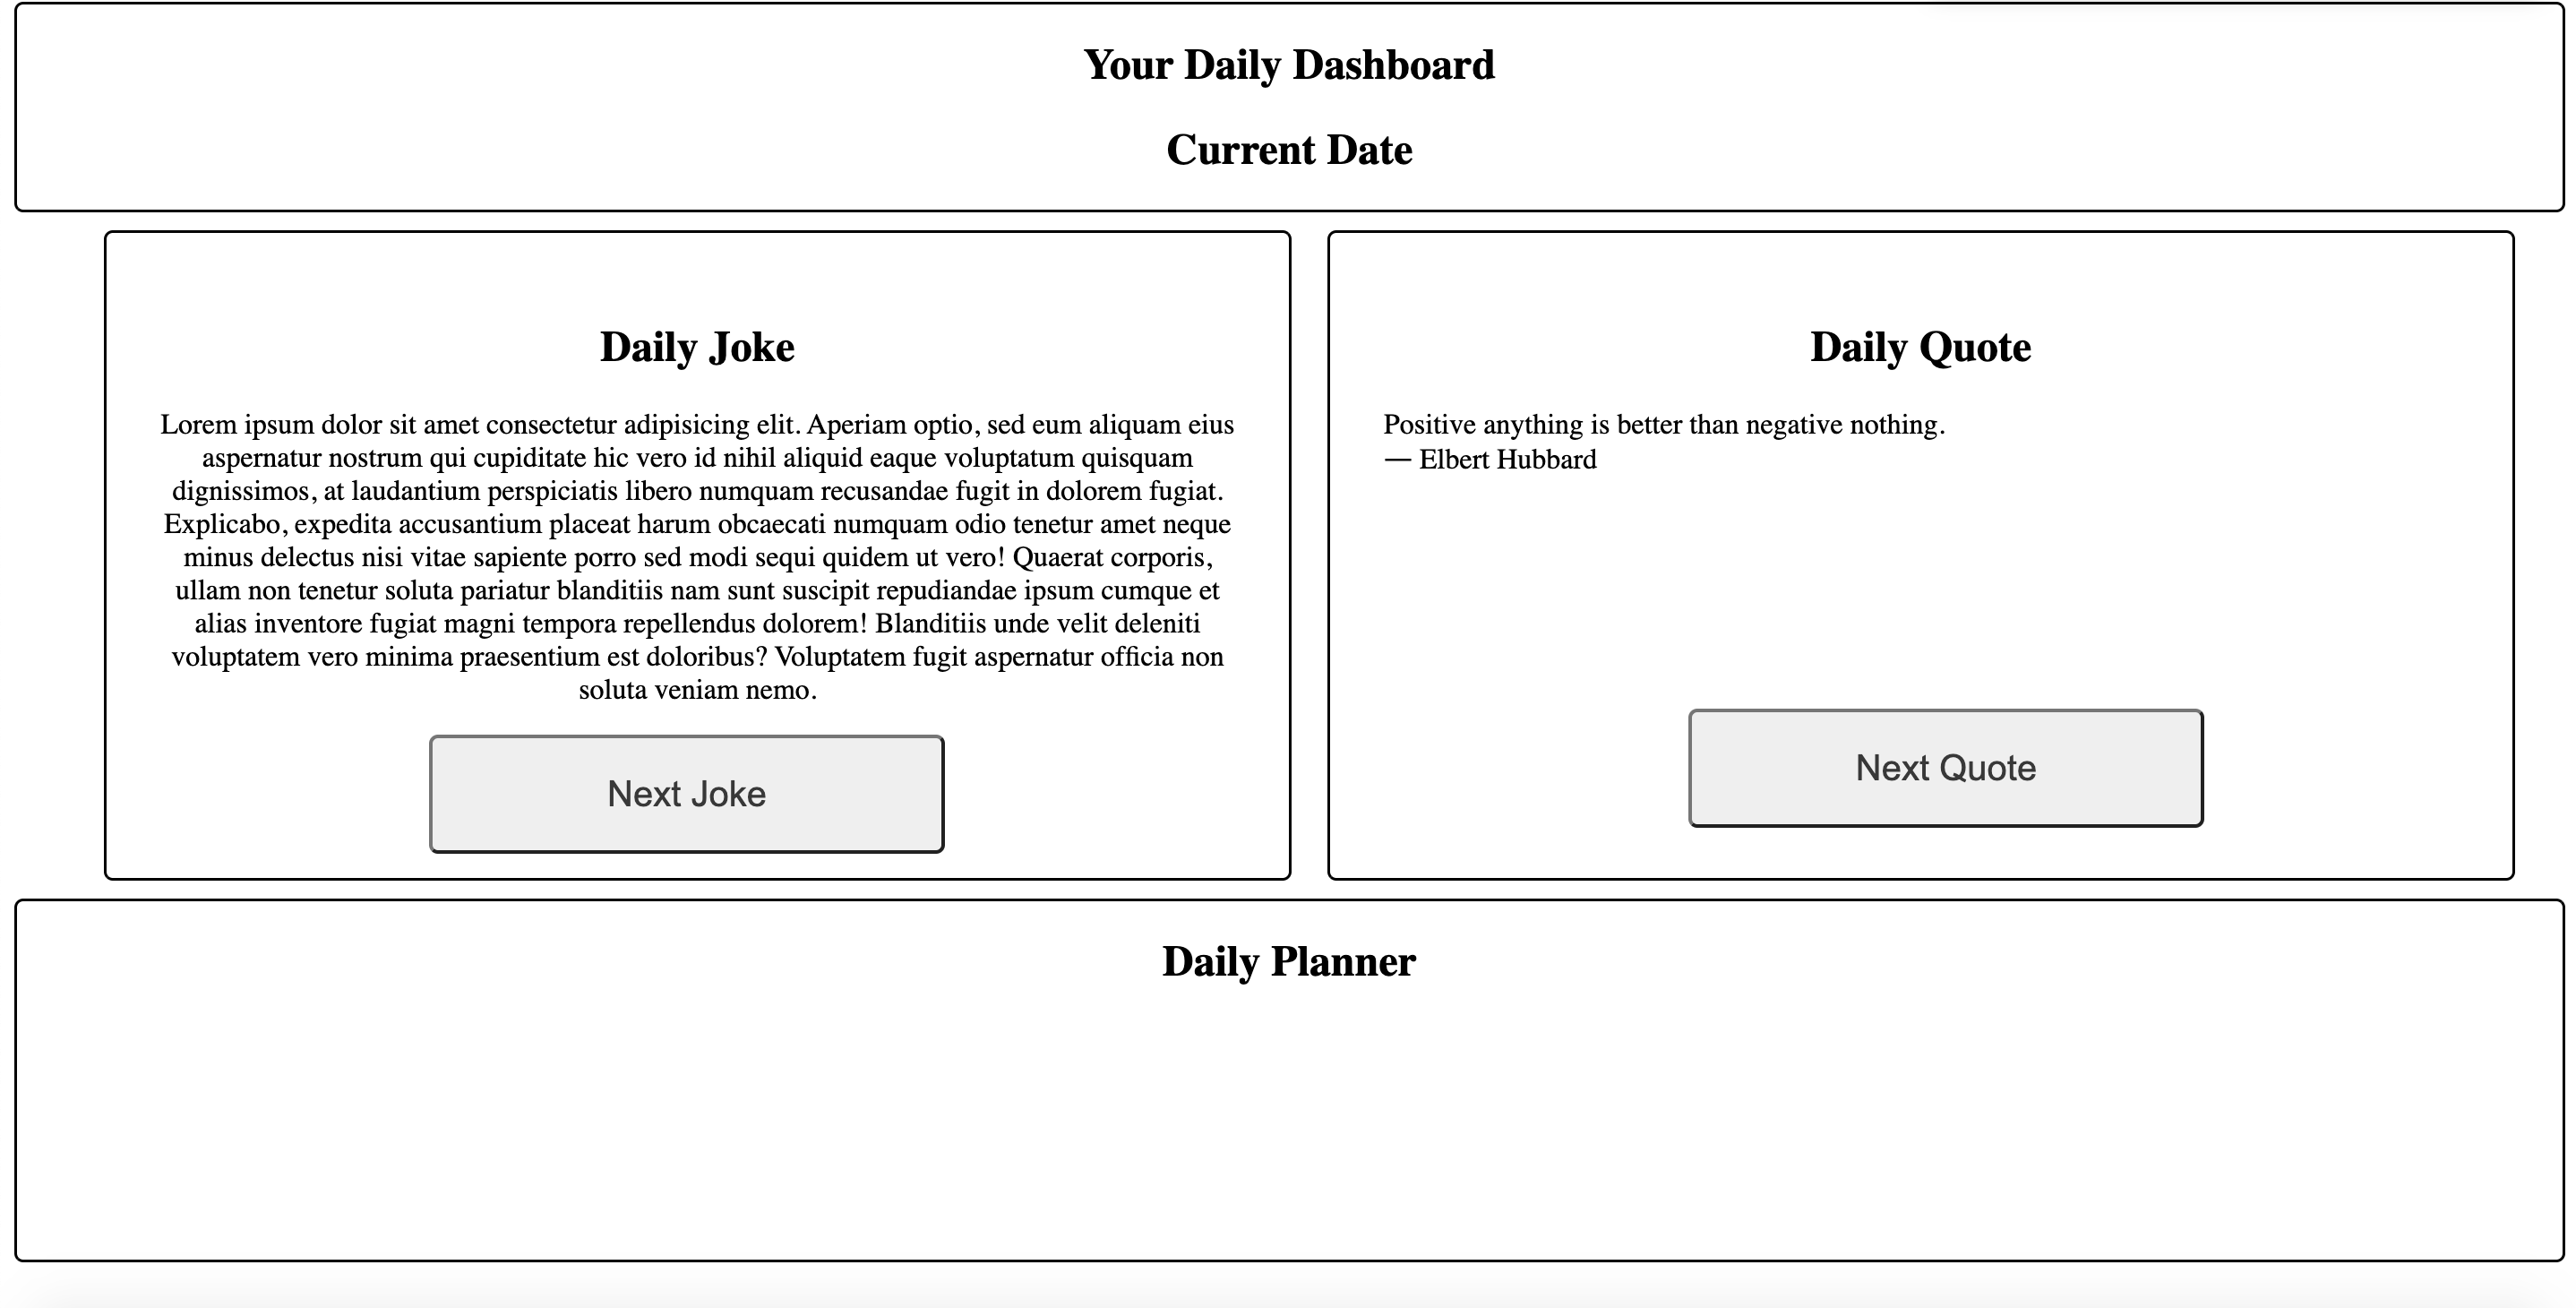 Your Daily Dashboard
Current Date
Daily Joke
Lorem ipsum dolor sit amet consectetur adipisicing elit. Aperiam optio, sed eum aliquam eius
aspernatur nostrum qui cupiditate hic vero id nihil aliquid eaque voluptatum quisquam
dignissimos, at laudantium perspiciatis libero numquam recusandae fugit in dolorem fugiat.
Explicabo, expedita accusantium placeat harum obcaecati numquam odio tenetur amet neque
minus delectus nisi vitae sapiente porro sed modi sequi quidem ut vero! Quaerat corporis,
ullam non tenetur soluta pariatur blanditiis nam sunt suscipit repudiandae ipsum cumque et
alias inventore fugiat magni tempora repellendus dolorem! Blanditiis unde velit deleniti
voluptatem vero minima praesentium est doloribus? Voluptatem fugit aspernatur officia non
soluta veniam nemo.
Next Joke
Daily Quote
Positive anything is better than negative nothing.
— Elbert Hubbard
Next Quote
Daily Planner